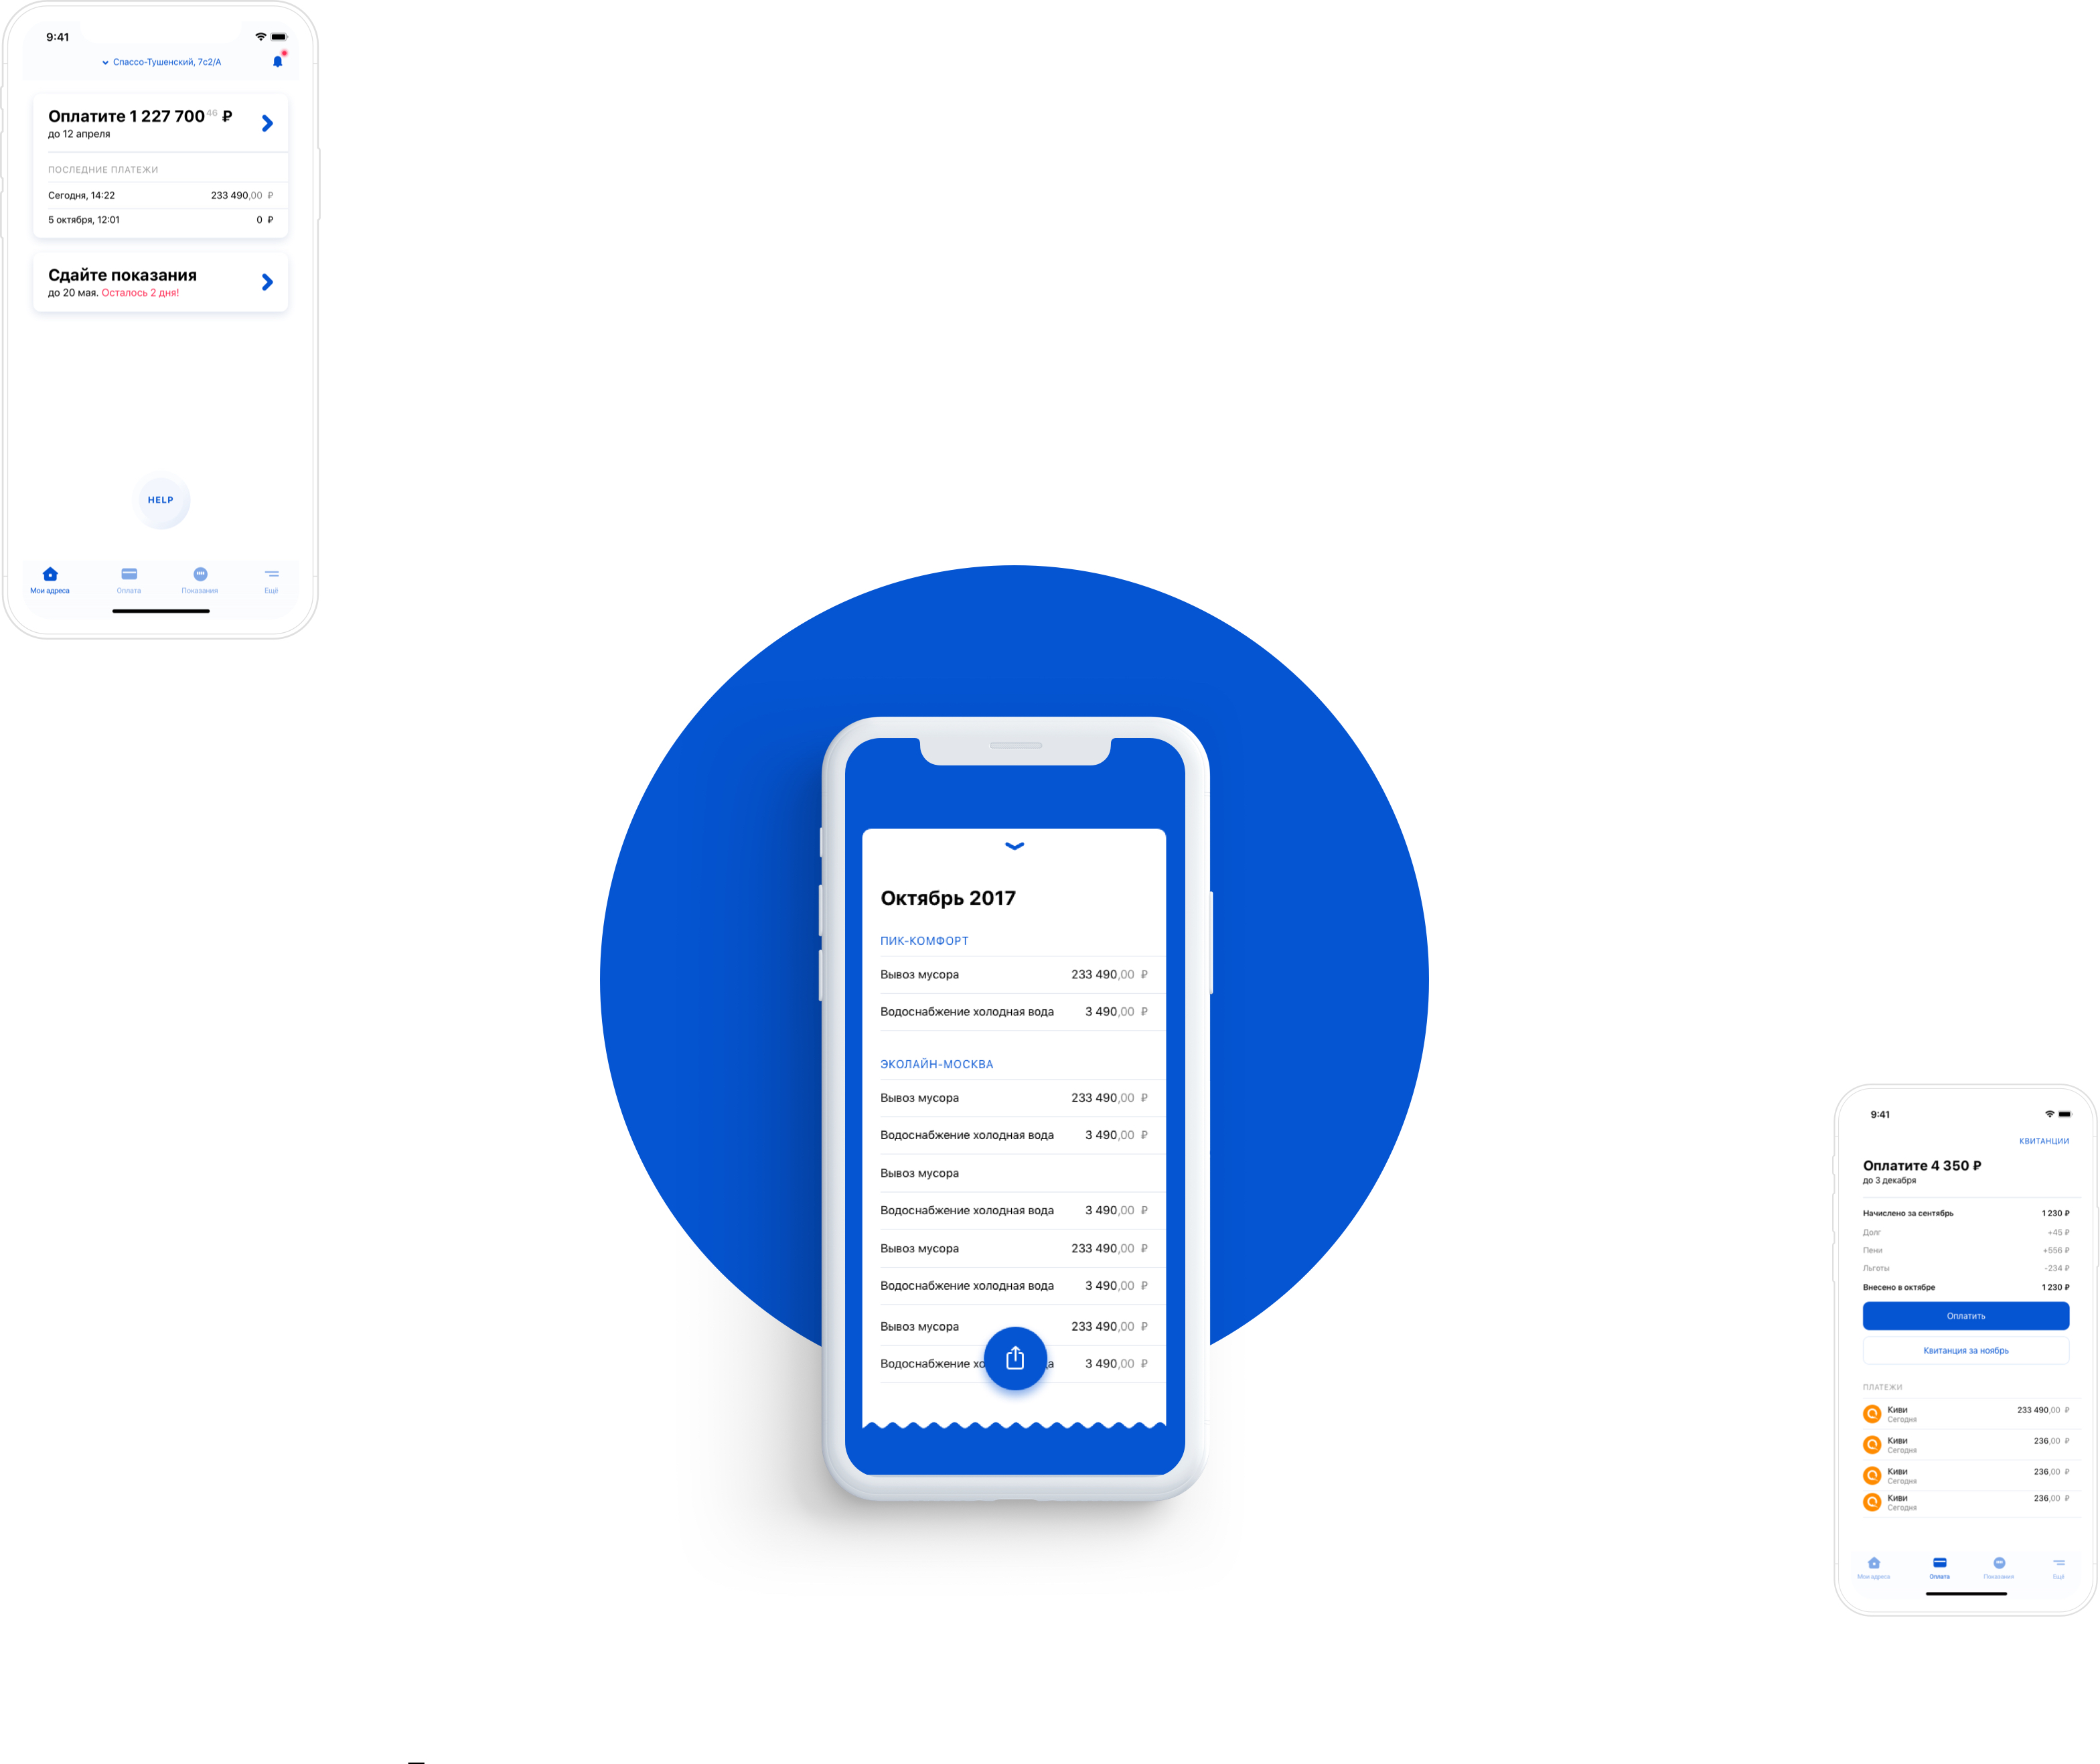 9:41
Спассо-Тушенский, 7с2/А
Оплатите 1 227 700 46 ₽
до 12 апреля
ПОСЛЕДНИЕ ПЛАТЕЖИ
Сегодня, 14:22 233 490,00 ₽
5 октября, 12:01 0 ₽
Сдайте показания
до 20 мая. Осталось 2 дня!
HELP
Мои адреса Оплата Показания Ещё
Октябрь 2017
ПИК-КОМФОРТ
Вывоз мусора 233 490,00 ₽
Водоснабжение холодная вода 3 490,00 ₽
ЭКОЛАЙН-МОСКВА
Вывоз мусора 233 490,00 ₽
Водоснабжение холодная вода 3 490,00 ₽
Вывоз мусора
Водоснабжение холодная вода 3 490,00 ₽
Вывоз мусора 233 490,00 ₽
Водоснабжение холодная вода 3 490,00 ₽
Вывоз мусора 233 490,00 ₽
Водоснабжение хо а 3 490,00 ₽
9:41
КВИТАНЦИИ
Оплатите 4 350 ₽
до 3 декабря
Начислено за сентябрь 1 230 ₽
Долг +45 ₽
Пени +556 ₽
Льготы -234 ₽
Внесено в октябре 1 230 ₽
Оплатить
Квитанция за ноябрь
ПЛАТЕЖИ
Киви 233 490,00 ₽
Сегодня
Киви 236,00 ₽
Сегодня
Киви 236,00 ₽
Сегодня
Киви 236,00 ₽
Сегодня
Мои адреса Оплата Показания Ещё